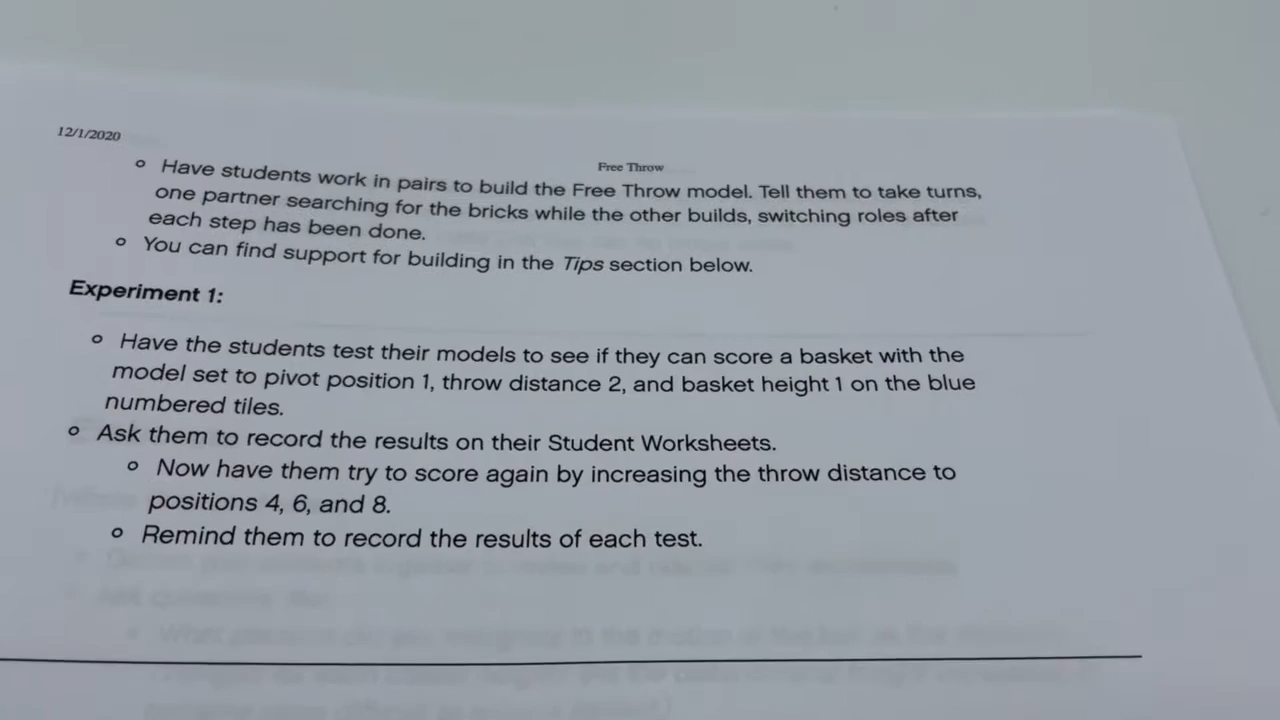 12/1/2020
Free Throw
o Have students work in pairs to build the Free Throw model. Tell them to take turns,
one partner searching for the bricks while the other builds, switching roles after
each step has been done.
o You can find support for building in the Tips section below.
Experiment 1:
o Have the students test their models to see if they can score a basket with the
model set to pivot position 1, throw distance 2, and basket height 1 on the blue
numbered tiles.
o Ask them to record the results on their Student Worksheets.
o Now have them try to score again by increasing the throw distance to
positions 4, 6, and 8.
o Remind them to record the results of each test.